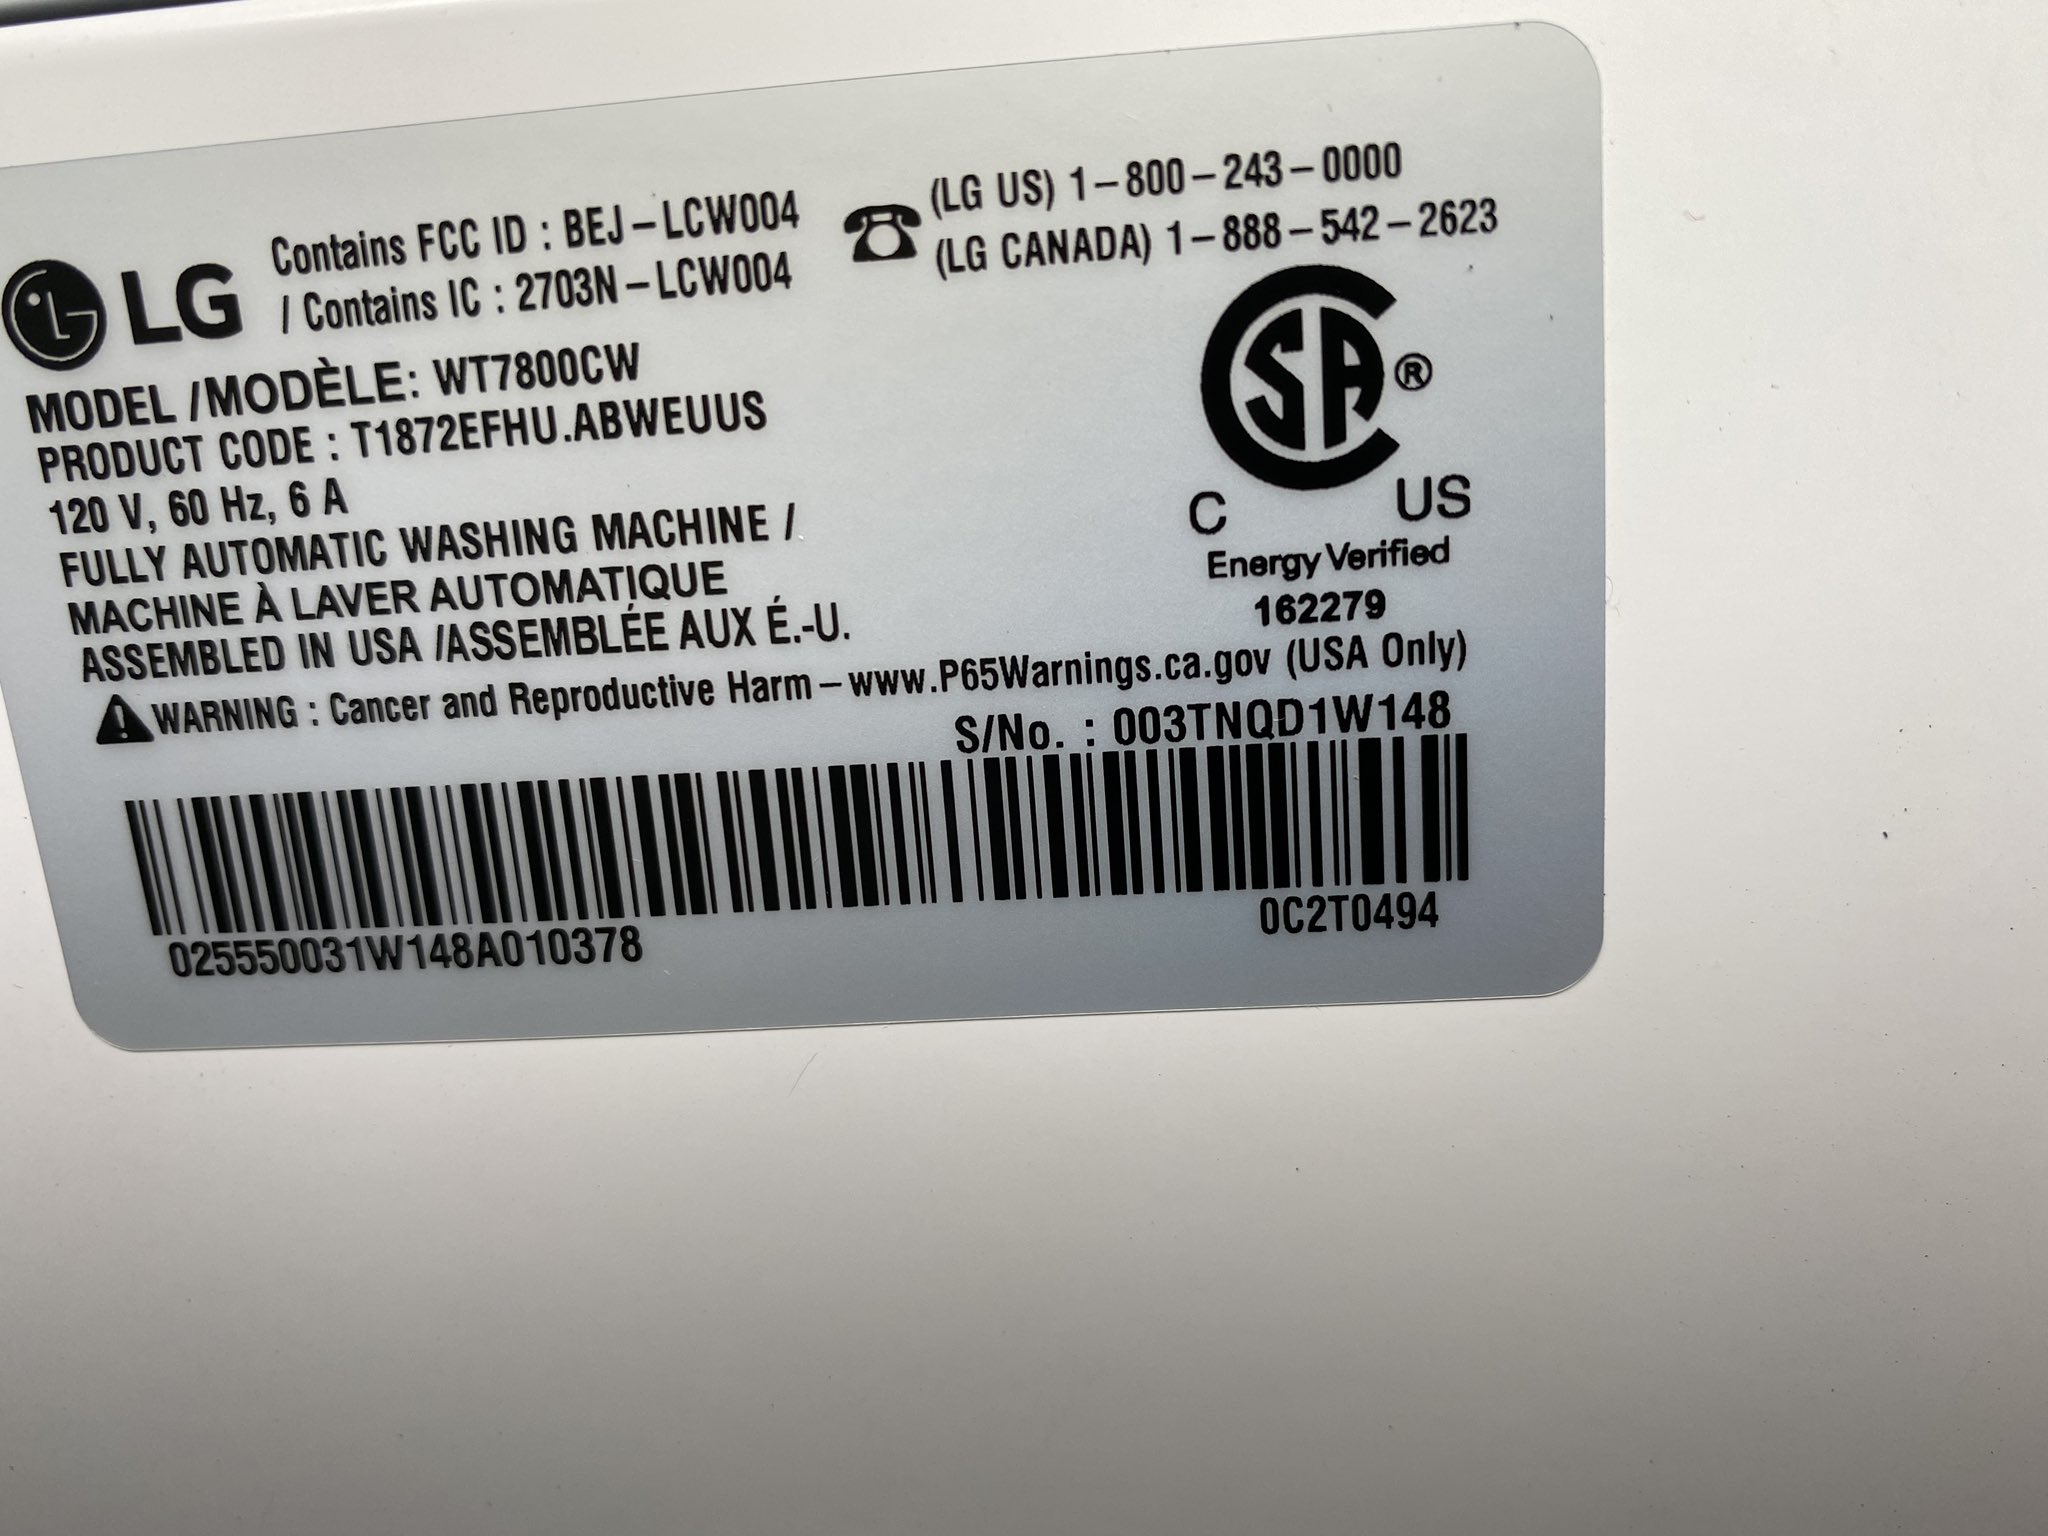 LG
Contains FCC ID : BEJ-LCW004
/ Contains IC : 2703N-LCW004
(LG US) 1-800-243-0000
(LG CANADA) 1-888-542-2623
MODEL /MODÈLE: WT7800CW
PRODUCT CODE : T1872EFHU.ABWEUUS
120 V, 60 Hz, 6 A
FULLY AUTOMATIC WASHING MACHINE /
MACHINE À LAVER AUTOMATIQUE
ASSEMBLED IN USA /ASSEMBLÉE AUX É.-U.
SA ®
C US
Energy Verified
162279
WARNING : Cancer and Reproductive Harm-www.P65Warnings.ca.gov (USA Only)
S/No. : 003TNQD1W148
025550031W148A010378
0C2T0494